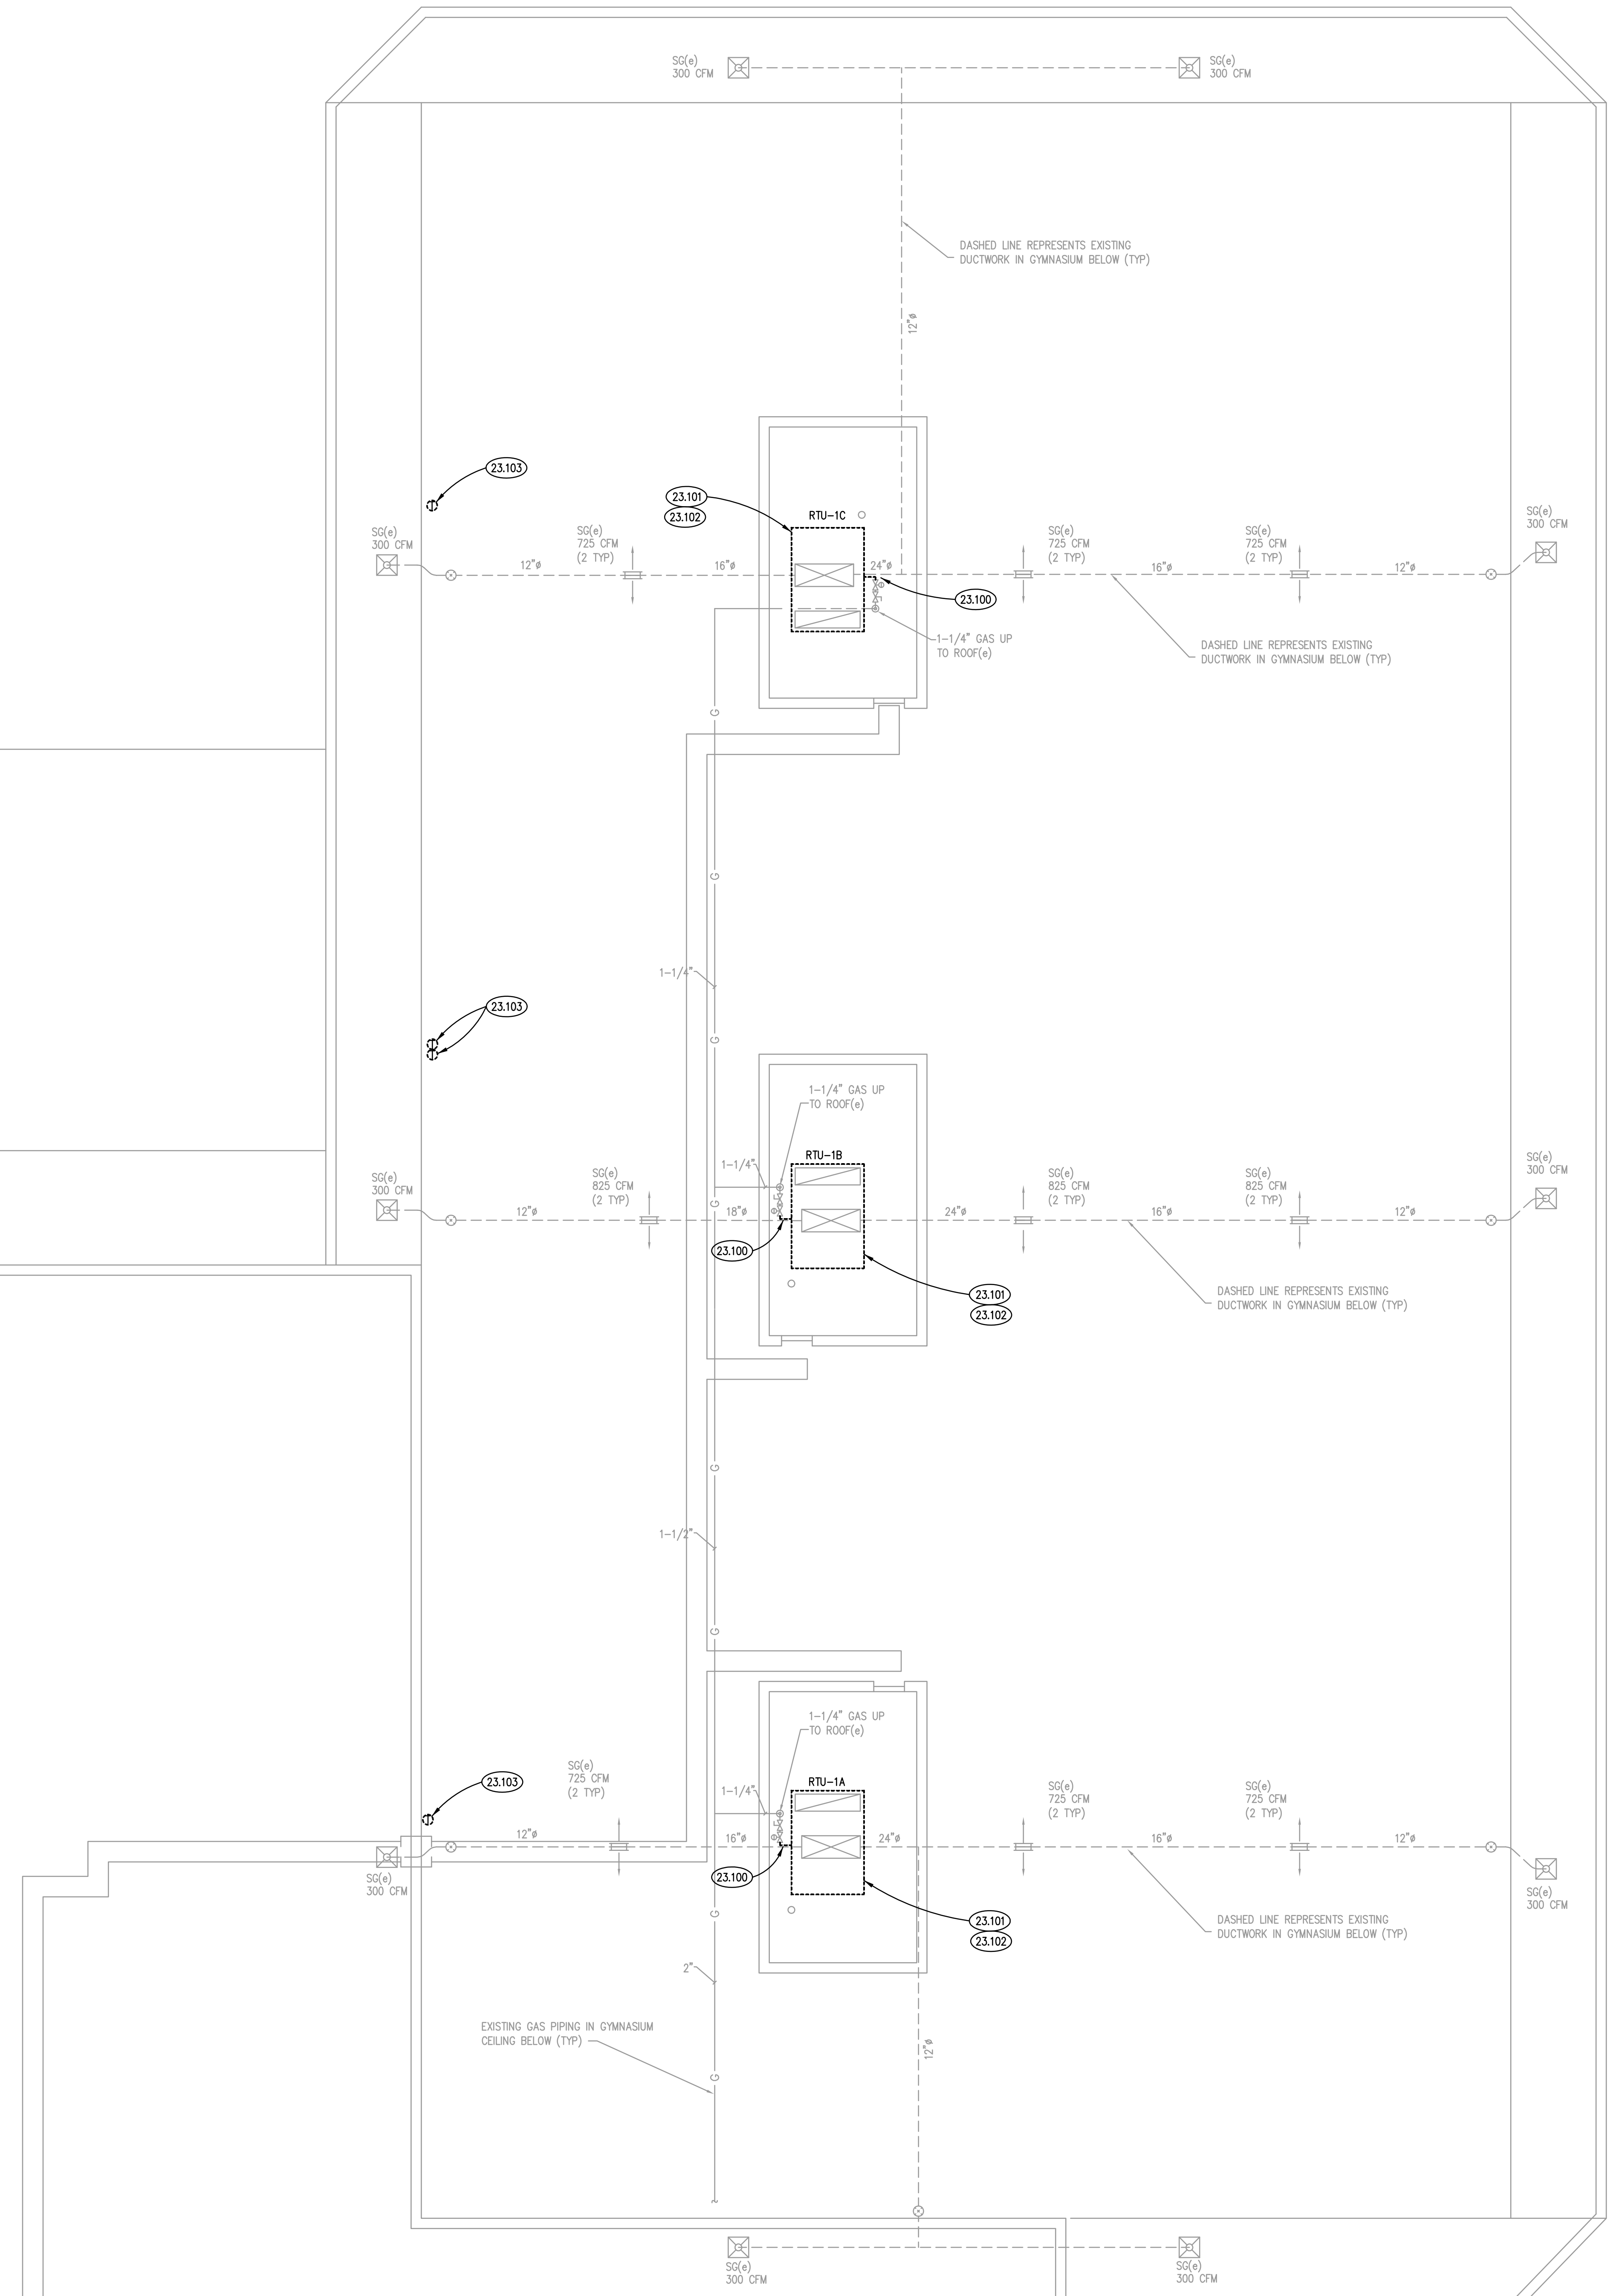 SG(e)
300 CFM
SG(e)
300 CFM
DASHED LINE REPRESENTS EXISTING
DUCTWORK IN GYMNASIUM BELOW (TYP)
12"ø
23.103
23.101
23.102
RTU-1C
SG(e)
300 CFM
SG(e)
725 CFM
(2 TYP)
SG(e)
725 CFM
(2 TYP)
SG(e)
725 CFM
(2 TYP)
SG(e)
300 CFM
12"ø
16"ø
24"ø
16"ø
12"ø
23.100
1-1/4" GAS UP
TO ROOF(e)
DASHED LINE REPRESENTS EXISTING
DUCTWORK IN GYMNASIUM BELOW (TYP)
G
G
1-1/4"
23.103
G
1-1/4" GAS UP
TO ROOF(e)
RTU-1B
1-1/4"
SG(e)
300 CFM
SG(e)
825 CFM
(2 TYP)
SG(e)
825 CFM
(2 TYP)
SG(e)
825 CFM
(2 TYP)
SG(e)
300 CFM
G
12"ø
18"ø
24"ø
16"ø
12"ø
23.100
23.101
23.102
DASHED LINE REPRESENTS EXISTING
DUCTWORK IN GYMNASIUM BELOW (TYP)
G
1-1/2"
G
1-1/4" GAS UP
TO ROOF(e)
23.103
SG(e)
725 CFM
(2 TYP)
RTU-1A
1-1/4"
SG(e)
725 CFM
(2 TYP)
SG(e)
725 CFM
(2 TYP)
12"ø
16"ø
24"ø
16"ø
12"ø
SG(e)
300 CFM
23.100
SG(e)
300 CFM
G
23.101
23.102
DASHED LINE REPRESENTS EXISTING
DUCTWORK IN GYMNASIUM BELOW (TYP)
2"
EXISTING GAS PIPING IN GYMNASIUM
CEILING BELOW (TYP)
12"ø
G
SG(e)
300 CFM
SG(e)
300 CFM